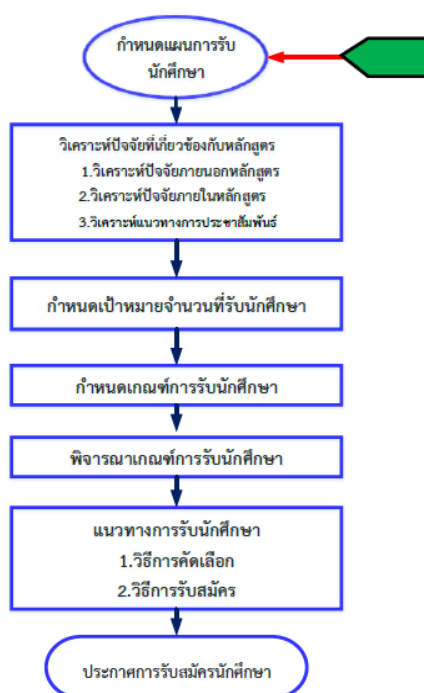 กำหนดแผนการรับ
นักศึกษา
วิเคราะห์ปัจจัยที่เกี่ยวข้องกับหลักสูตร
1.วิเคราะห์ปัจจัยภายนอกหลักสูตร
2.วิเคราะห์ปัจจัยภายในหลักสูตร
3.วิเคราะห์แนวทางการประชาสัมพันธ์
กำหนดเป้าหมายจำนวนที่รับนักศึกษา
กำหนดเกณฑ์การรับนักศึกษา
พิจารณาเกณฑ์การรับนักศึกษา
แนวทางการรับนักศึกษา
1.วิธีการคัดเลือก
2.วิธีการรับสมัคร
ประกาศการรับสมัครนักศึกษา